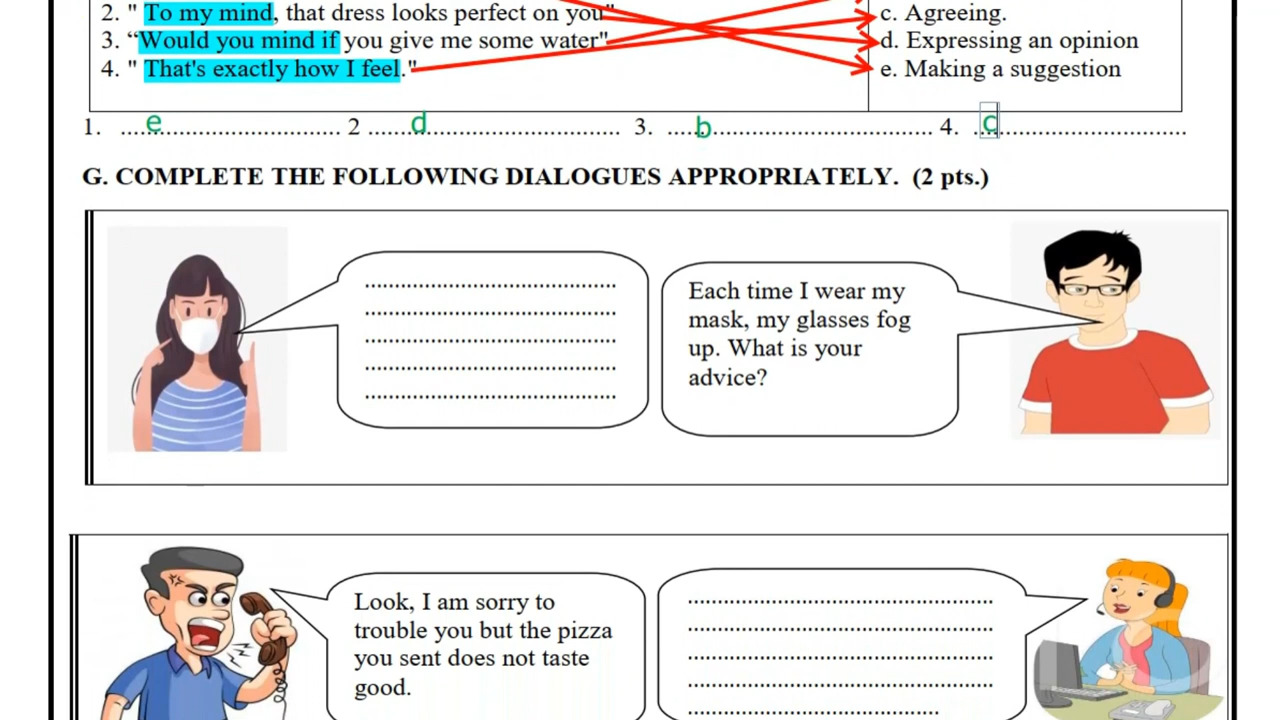 2. " To my mind, that dress looks perfect on you"
c. Agreeing.
3. “Would you mind if you give me some water"
d. Expressing an opinion
4. " That's exactly how I feel."
e. Making a suggestion
1. ....e.............................. 2 .......d............................... 3. .....b................................ 4. ..c..............................
G. COMPLETE THE FOLLOWING DIALOGUES APPROPRIATELY. (2 pts.)
Each time I wear my
mask, my glasses fog
up. What is your
advice?
Look, I am sorry to
trouble you but the pizza
you sent does not taste
good.